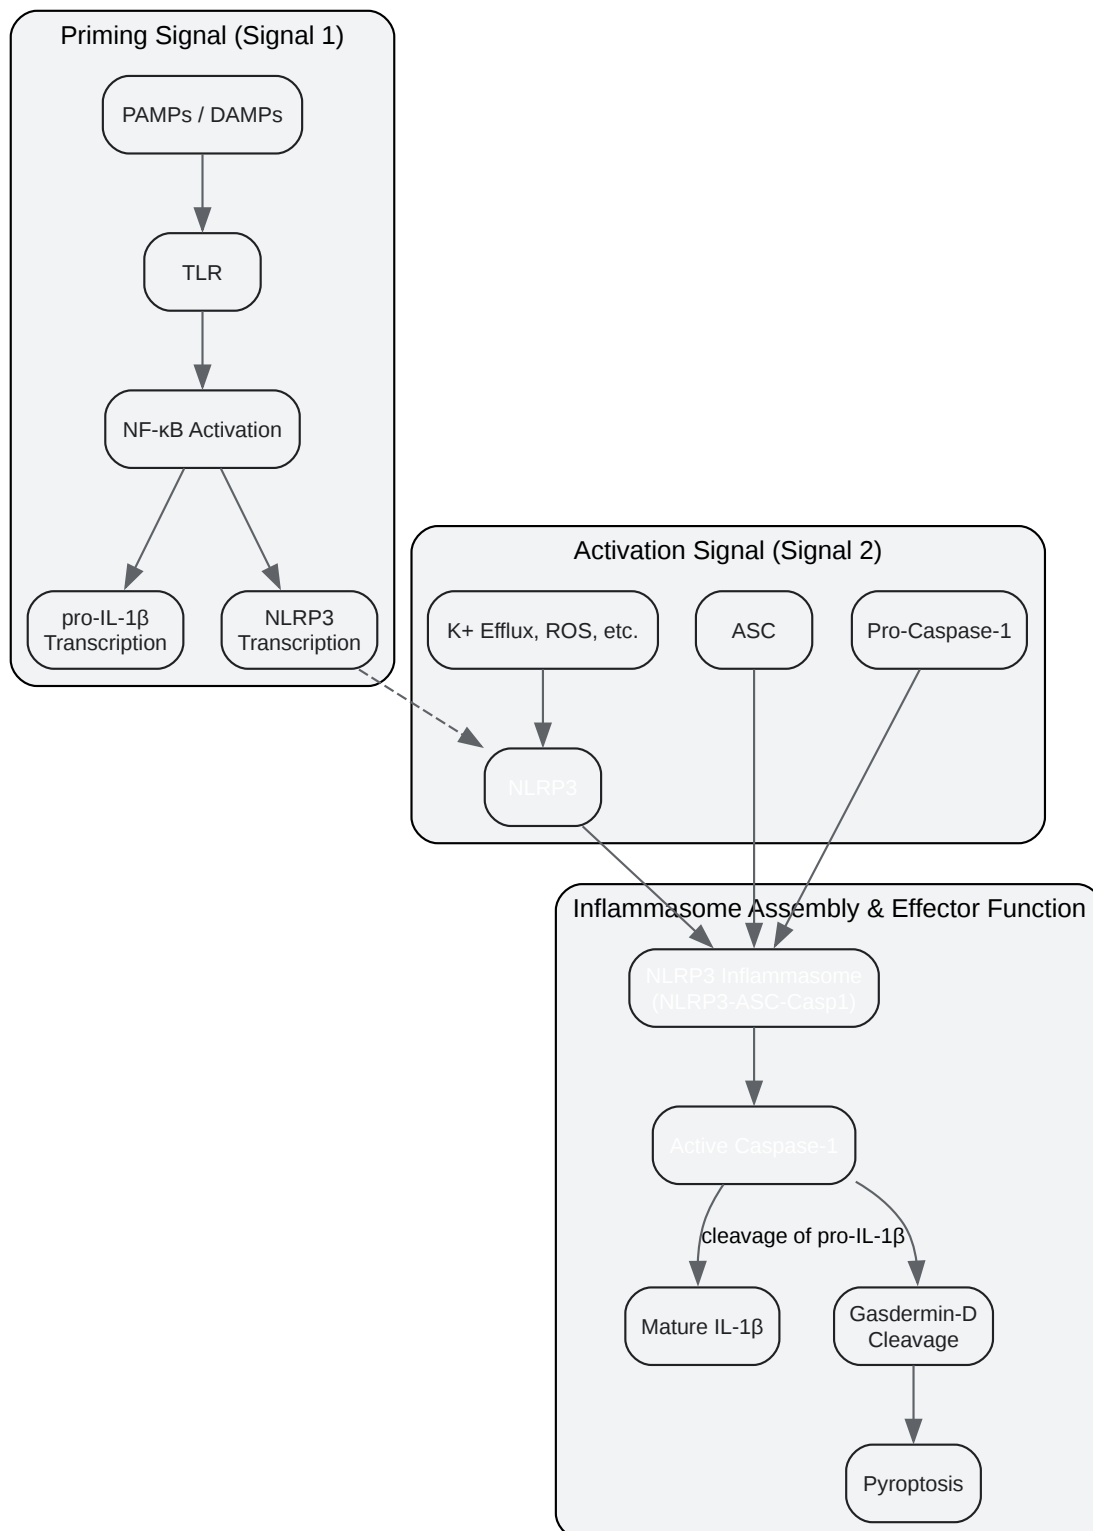 Priming Signal (Signal 1)
PAMPs / DAMPs
TLR
NF-κB Activation
pro-IL-1β
Transcription
NLRP3
Transcription
Activation Signal (Signal 2)
K+ Efflux, ROS, etc.
ASC
Pro-Caspase-1
NLRP3
Inflammasome Assembly & Effector Function
NLRP3 Inflammasome
(NLRP3-ASC-Casp1)
Active Caspase-1
cleavage of pro-IL-1β
Mature IL-1β
Gasdermin-D
Cleavage
Pyroptosis